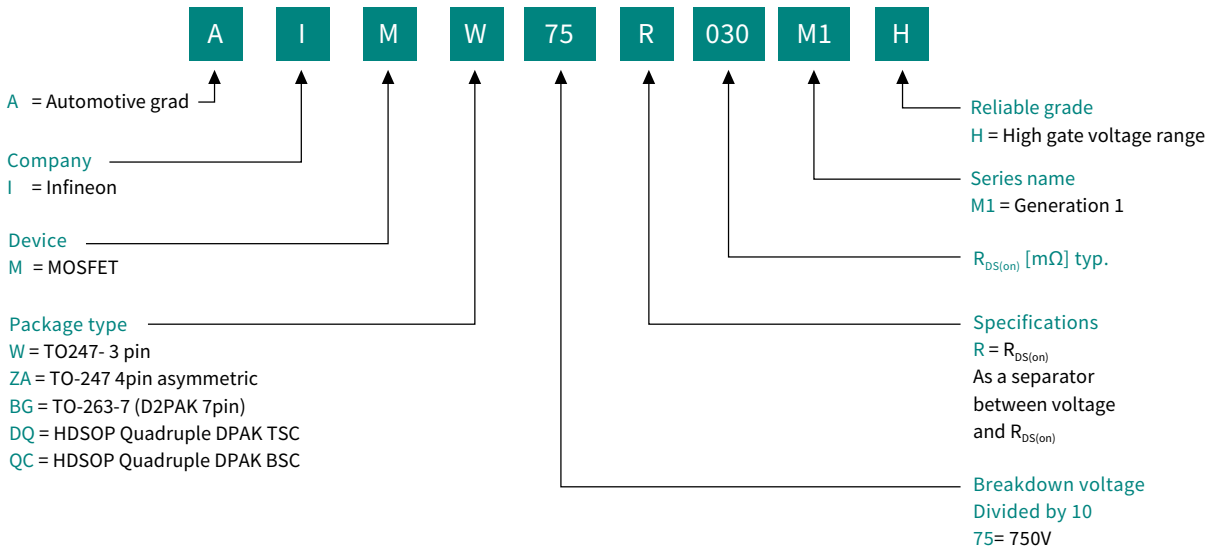 A I M W 75 R 030 M1 H
A = Automotive grad
Company
I = Infineon
Device
M = MOSFET
Package type
W = TO247- 3 pin
ZA = TO-247 4pin asymmetric
BG = TO-263-7 (D2PAK 7pin)
DQ = HDSOP Quadruple DPAK TSC
QC = HDSOP Quadruple DPAK BSC
Reliable grade
H = High gate voltage range
Series name
M1 = Generation 1
RDS(on) [mΩ] typ.
Specifications
R = RDS(on)
As a separator
between voltage
and RDS(on)
Breakdown voltage
Divided by 10
75= 750V